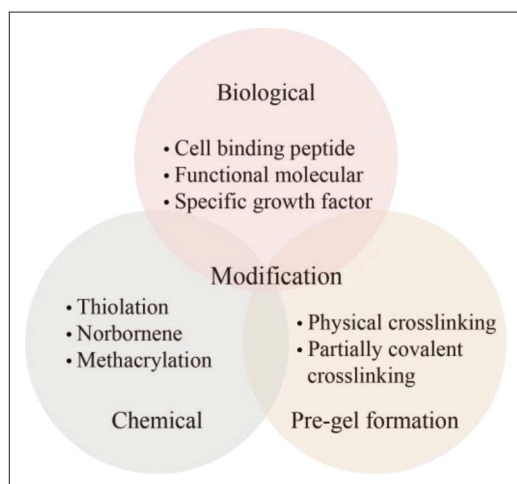 Biological
• Cell binding peptide
• Functional molecular
• Specific growth factor
Modification
• Thiolation
• Norbornene
• Methacrylation
Chemical
• Physical crosslinking
• Partially covalent
crosslinking
Pre-gel formation